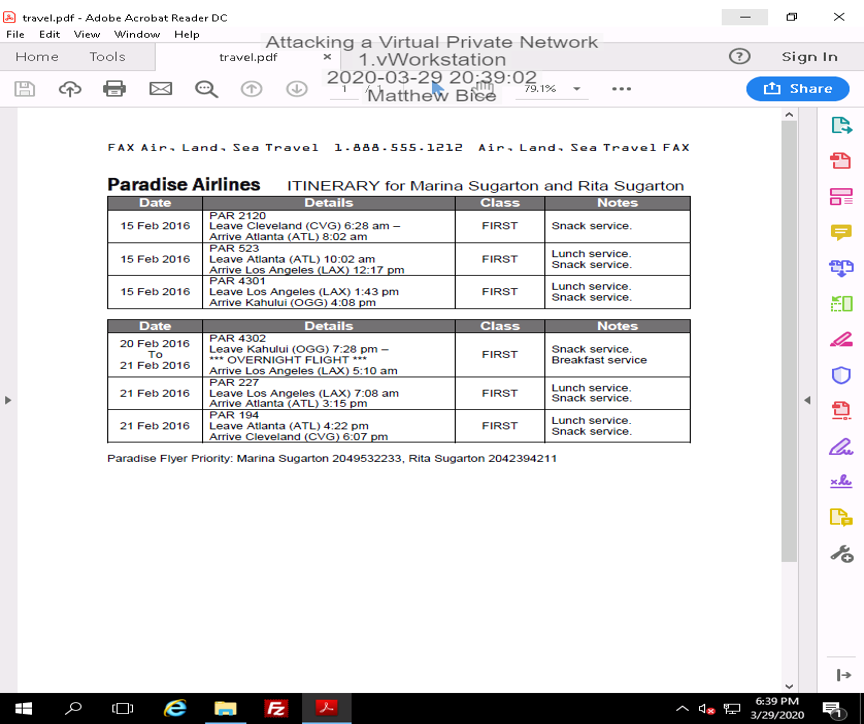 travel.pdf - Adobe Acrobat Reader DC
File Edit View Window Help
Home Tools travel.pdf × ? Sign In
Attacking a Virtual Private Network
1.vWorkstation
2020-03-29 20:39:02
Matthew Bice
1 / 1 79.1% Share
FAX Air, Land, Sea Travel 1.888.555.1212 Air, Land, Sea Travel FAX
Paradise Airlines ITINERARY for Marina Sugarton and Rita Sugarton
Date Details Class Notes
15 Feb 2016 PAR 2120
Leave Cleveland (CVG) 6:28 am – FIRST Snack service.
Arrive Atlanta (ATL) 8:02 am
15 Feb 2016 PAR 523
Leave Atlanta (ATL) 10:02 am FIRST Lunch service.
Arrive Los Angeles (LAX) 12:17 pm Snack service.
15 Feb 2016 PAR 4301
Leave Los Angeles (LAX) 1:43 pm FIRST Lunch service.
Arrive Kahului (OGG) 4:08 pm Snack service.
Date Details Class Notes
20 Feb 2016 PAR 4302
To Leave Kahului (OGG) 7:28 pm – FIRST Snack service.
21 Feb 2016 *** OVERNIGHT FLIGHT *** Breakfast service
Arrive Los Angeles (LAX) 5:10 am
21 Feb 2016 PAR 227
Leave Los Angeles (LAX) 7:08 am FIRST Lunch service.
Arrive Atlanta (ATL) 3:15 pm Snack service.
21 Feb 2016 PAR 194
Leave Atlanta (ATL) 4:22 pm FIRST Lunch service.
Arrive Cleveland (CVG) 6:07 pm Snack service.
Paradise Flyer Priority: Marina Sugarton 2049532233, Rita Sugarton 2042394211
6:39 PM
3/29/2020
1